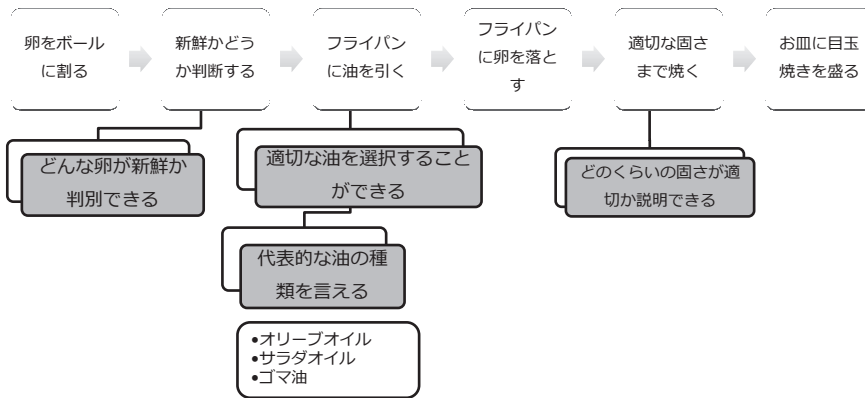 卵をボール
に割る
新鮮かどう
か判断する
フライパン
に油を引く
フライパン
に卵を落と
す
適切な固さ
まで焼く
お皿に目玉
焼きを盛る
どんな卵が新鮮か
判別できる
適切な油を選択すること
ができる
どのくらいの固さが適
切か説明できる
代表的な油の種
類を言える
•オリーブオイル
•サラダオイル
•ゴマ油